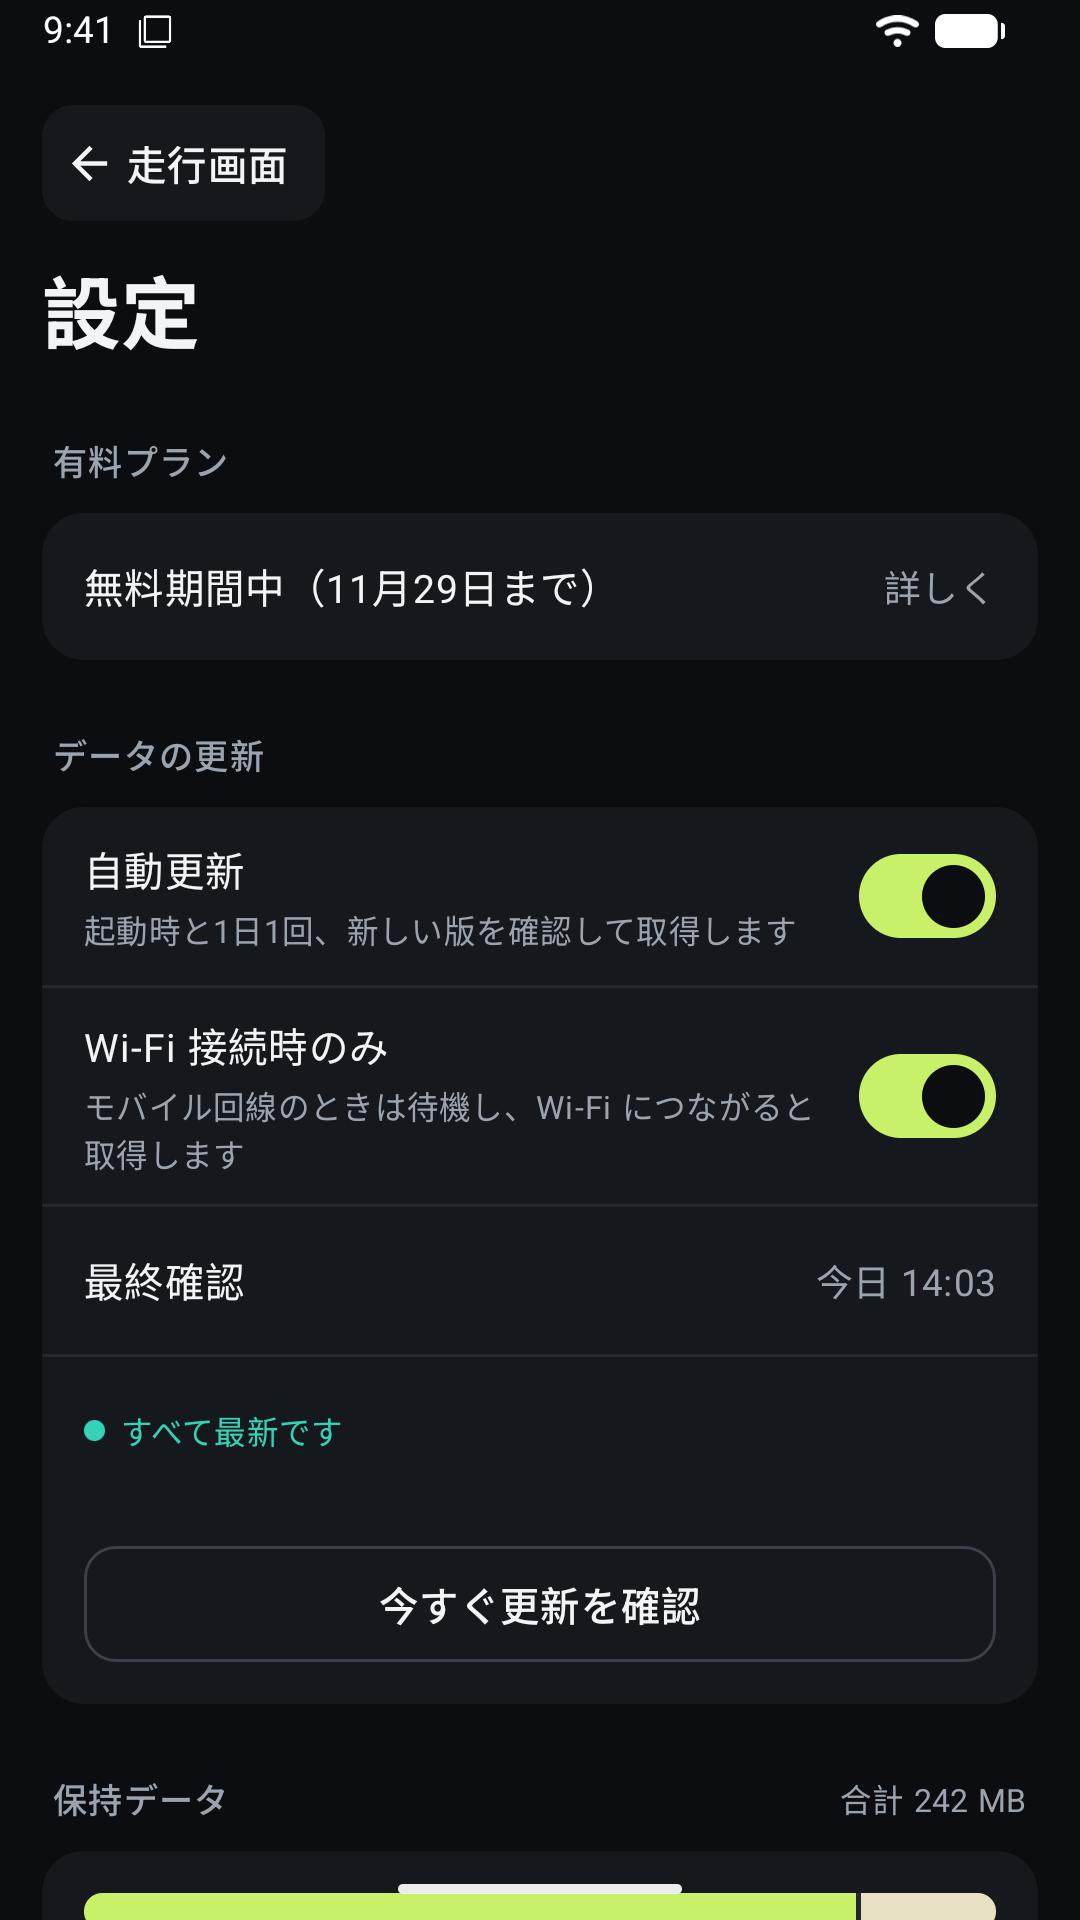 9:41
走行画面
設定
有料プラン
無料期間中（11月29日まで）
詳しく
データの更新
自動更新
起動時と1日1回、新しい版を確認して取得します
Wi-Fi 接続時のみ
モバイル回線のときは待機し、Wi-Fi につながると
取得します
最終確認
今日 14:03
すべて最新です
今すぐ更新を確認
保持データ
合計 242 MB